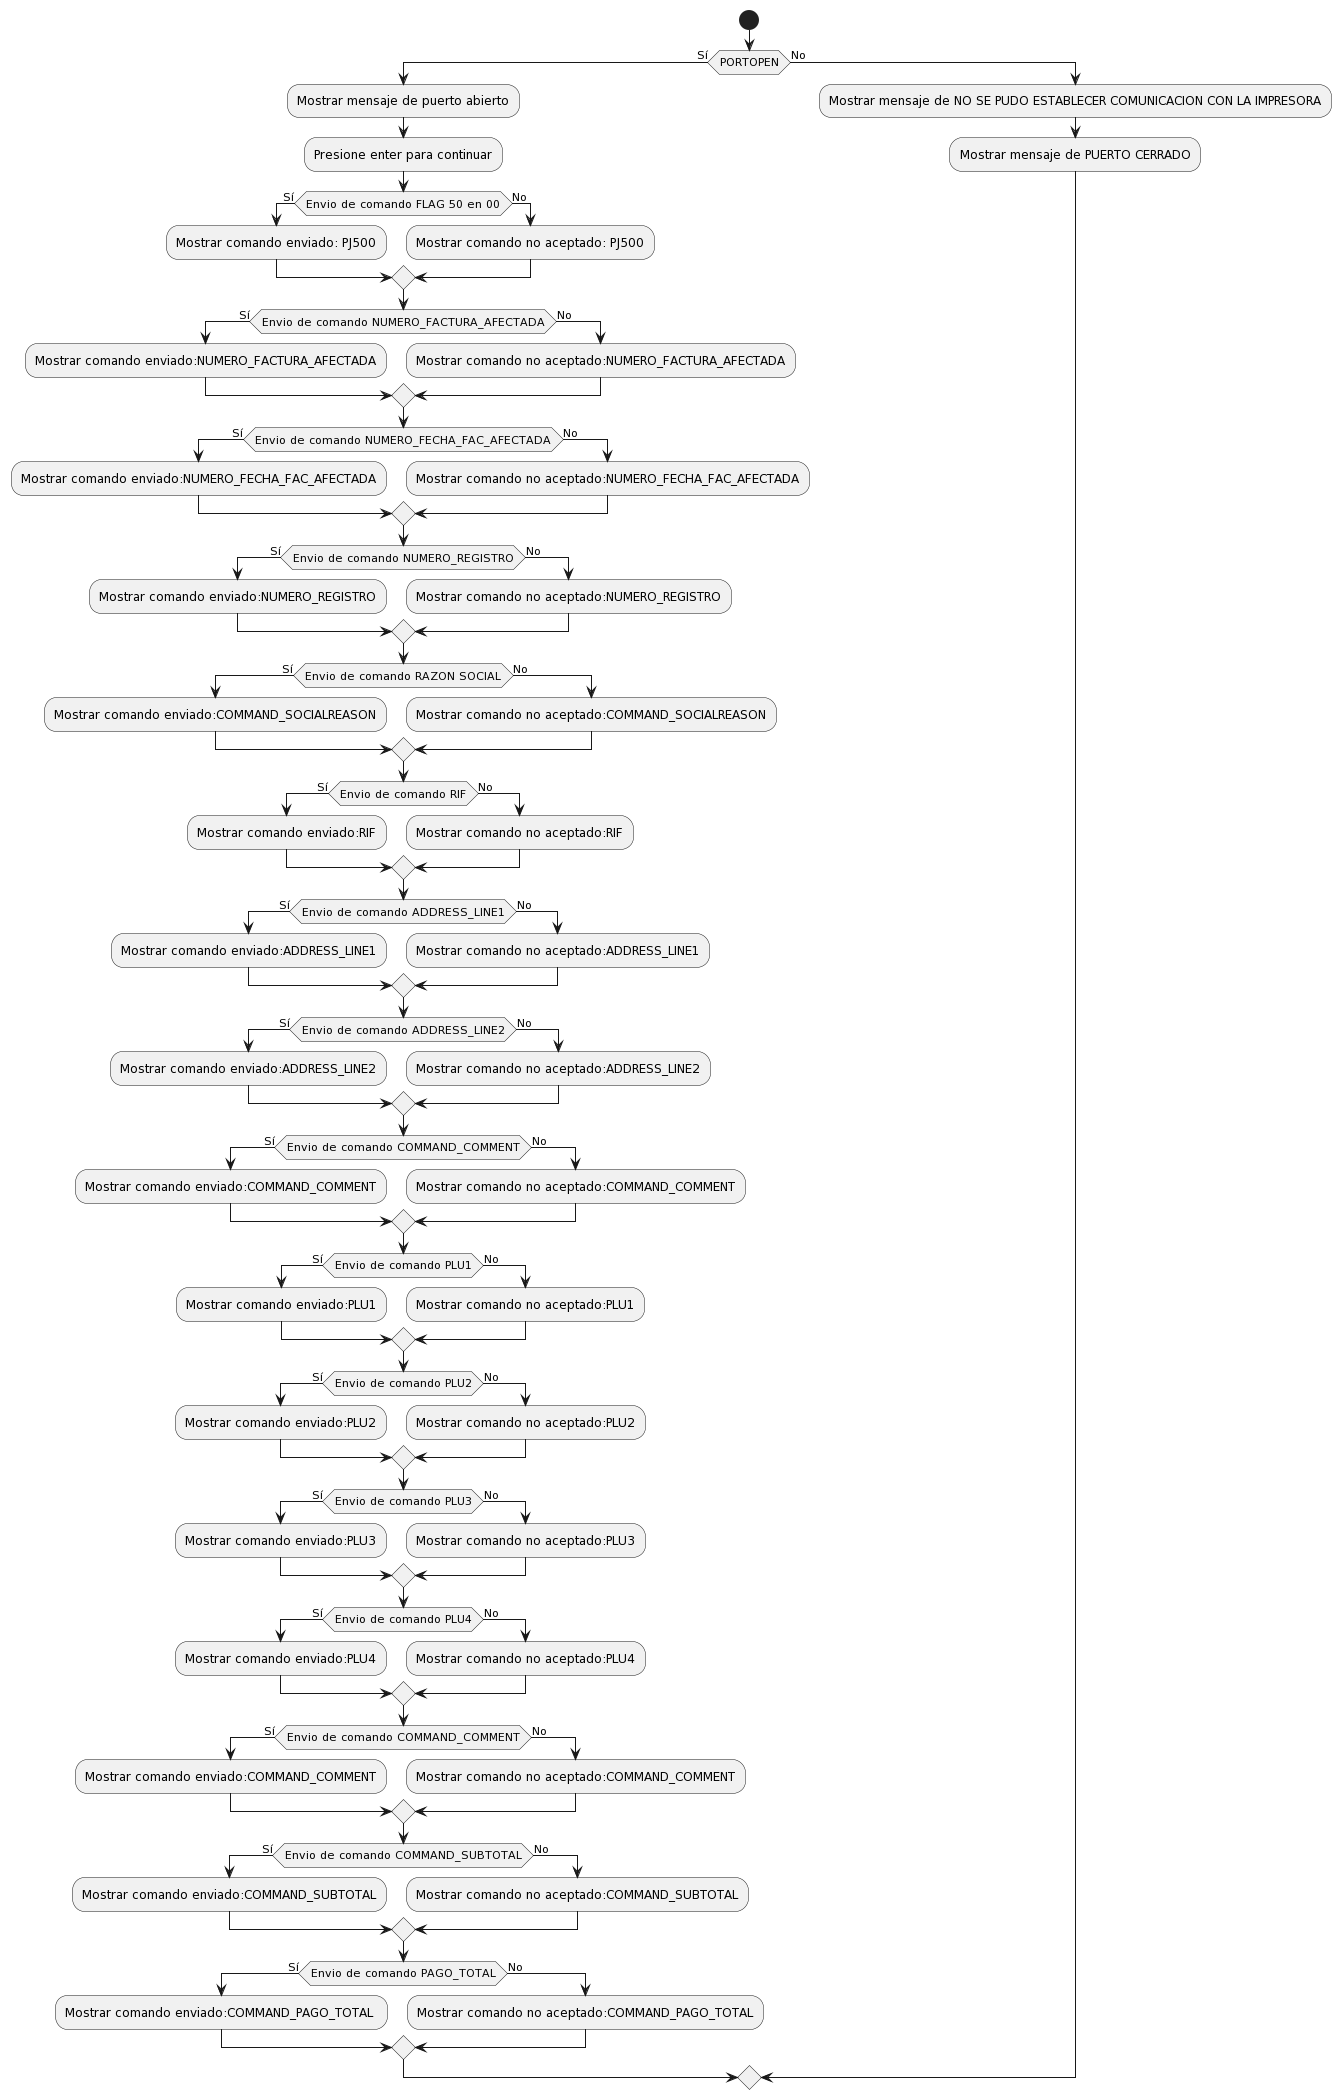 PORTOPEN
Sí
No
Mostrar mensaje de puerto abierto
Mostrar mensaje de NO SE PUDO ESTABLECER COMUNICACION CON LA IMPRESORA
Presione enter para continuar
Mostrar mensaje de PUERTO CERRADO
Sí
Envio de comando FLAG 50 en 00
No
Mostrar comando enviado: PJ500
Mostrar comando no aceptado: PJ500
Sí
Envio de comando NUMERO_FACTURA_AFECTADA
No
Mostrar comando enviado:NUMERO_FACTURA_AFECTADA
Mostrar comando no aceptado:NUMERO_FACTURA_AFECTADA
Sí
Envio de comando NUMERO_FECHA_FAC_AFECTADA
No
Mostrar comando enviado:NUMERO_FECHA_FAC_AFECTADA
Mostrar comando no aceptado:NUMERO_FECHA_FAC_AFECTADA
Sí
Envio de comando NUMERO_REGISTRO
No
Mostrar comando enviado:NUMERO_REGISTRO
Mostrar comando no aceptado:NUMERO_REGISTRO
Sí
Envio de comando RAZON SOCIAL
No
Mostrar comando enviado:COMMAND_SOCIALREASON
Mostrar comando no aceptado:COMMAND_SOCIALREASON
Sí
Envio de comando RIF
No
Mostrar comando enviado:RIF
Mostrar comando no aceptado:RIF
Sí
Envio de comando ADDRESS_LINE1
No
Mostrar comando enviado:ADDRESS_LINE1
Mostrar comando no aceptado:ADDRESS_LINE1
Sí
Envio de comando ADDRESS_LINE2
No
Mostrar comando enviado:ADDRESS_LINE2
Mostrar comando no aceptado:ADDRESS_LINE2
Sí
Envio de comando COMMAND_COMMENT
No
Mostrar comando enviado:COMMAND_COMMENT
Mostrar comando no aceptado:COMMAND_COMMENT
Sí
Envio de comando PLU1
No
Mostrar comando enviado:PLU1
Mostrar comando no aceptado:PLU1
Sí
Envio de comando PLU2
No
Mostrar comando enviado:PLU2
Mostrar comando no aceptado:PLU2
Sí
Envio de comando PLU3
No
Mostrar comando enviado:PLU3
Mostrar comando no aceptado:PLU3
Sí
Envio de comando PLU4
No
Mostrar comando enviado:PLU4
Mostrar comando no aceptado:PLU4
Sí
Envio de comando COMMAND_COMMENT
No
Mostrar comando enviado:COMMAND_COMMENT
Mostrar comando no aceptado:COMMAND_COMMENT
Sí
Envio de comando COMMAND_SUBTOTAL
No
Mostrar comando enviado:COMMAND_SUBTOTAL
Mostrar comando no aceptado:COMMAND_SUBTOTAL
Sí
Envio de comando PAGO_TOTAL
No
Mostrar comando enviado:COMMAND_PAGO_TOTAL
Mostrar comando no aceptado:COMMAND_PAGO_TOTAL